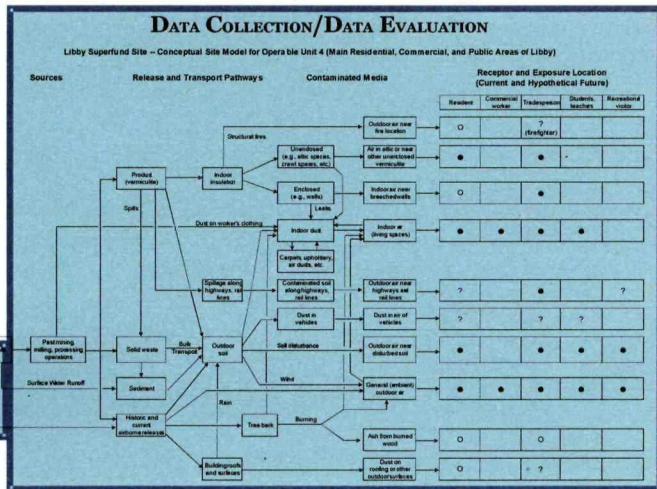 DATA COLLECTION/DATA EVALUATION
Libby Superfund Site – Conceptual Site Model for Operable Unit 4 (Main Residential, Commercial, and Public Areas of Libby)
Sources
Release and Transport Pathways
Contaminated Media
Receptor and Exposure Location
(Current and Hypothetical Future)
Resident
Commercial
worker
Tradesperson
Students,
teachers
Recreational
visitor
Structural fires
Outdoor air near
fire location
?
(firefighter)
Product
(vermiculite)
Indoor
insulation
Unenclosed
(e.g., attic spaces,
crawl spaces, etc.)
Air in attic or near
other unenclosed
vermiculite
Enclosed
(e.g., walls)
Indoor air near
breached walls
Spills
Leaks
Dust on worker's clothing
Indoor dust
Indoor air
(living spaces)
Carpets, upholstery,
air ducts, etc.
Spillage along
highways, rail
lines
Contaminated soil
along highways,
rail lines
Outdoor air near
highways and
rail lines
?
?
Dust in
vehicles
Dust in air of
vehicles
?
?
?
Past mining,
milling, processing
operations
Solid waste
Bulk
Transport
Outdoor
soil
Soil disturbance
Outdoor air near
disturbed soil
Surface Water Runoff
Sediment
Wind
General (ambient)
outdoor air
Rain
Historic and
current
airborne releases
Tree bark
Burning
Ash from burned
wood
Building roofs
and surfaces
Dust on
roofing or other
outdoor surfaces
?